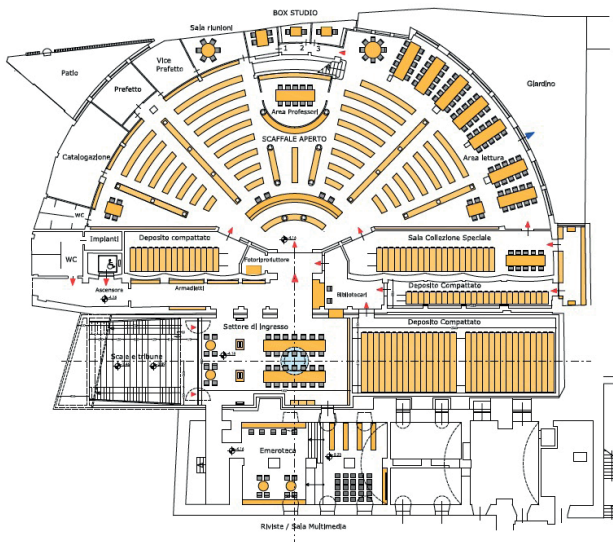 BOX STUDIO
Sala riunioni
1 2 3
Vice
Prefetto
Patio
Prefetto
Giardino
Area Professori
SCAFFALE APERTO
Catalogazione
Area lettura
WC
Impianti
Deposito compattato
Sala Collezione Speciale
WC
Fotoriproduttore
Ascensore
Armadietti
Bibliotecari
Deposito Compattato
Settore di ingresso
Deposito Compattato
Scale e tribune
Emeroteca
Riviste / Sala Multimedia